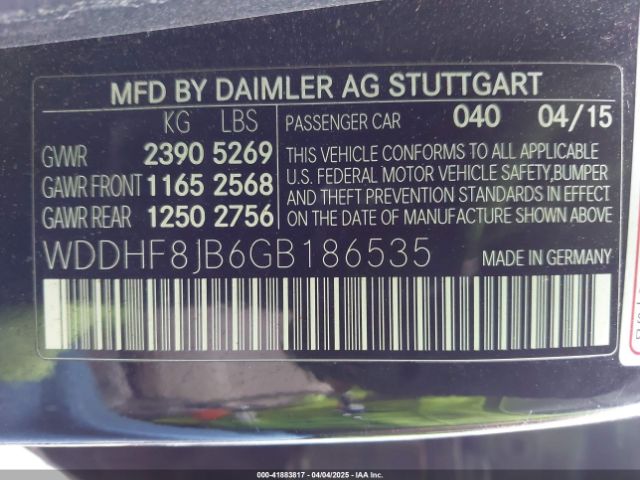 MFD BY DAIMLER AG STUTTGART
KG LBS
GVWR 2390 5269
GAWR FRONT 1165 2568
GAWR REAR 1250 2756
PASSENGER CAR 040 04/15
THIS VEHICLE CONFORMS TO ALL APPLICABLE
U.S. FEDERAL MOTOR VEHICLE SAFETY,BUMPER
AND THEFT PREVENTION STANDARDS IN EFFECT
ON THE DATE OF MANUFACTURE SHOWN ABOVE
WDDHF8JB6GB186535 MADE IN GERMANY
000-41883817 - 04/04/2025 - IAAI.COM